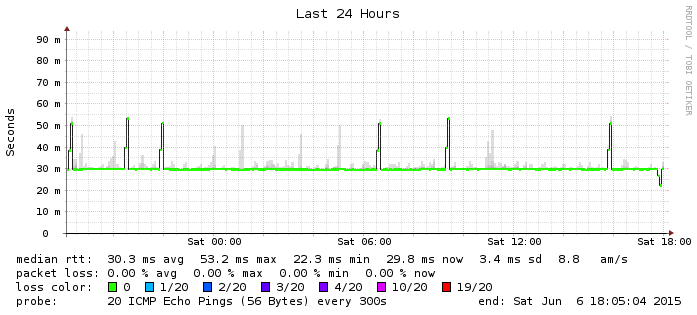 Last 24 Hours
RRDTOOL / TOBI OETIKER
Seconds
90 m
80 m
70 m
60 m
50 m
40 m
30 m
20 m
10 m
0
Sat 00:00 Sat 06:00 Sat 12:00 Sat 18:00
median rtt: 30.3 ms avg 53.2 ms max 22.3 ms min 29.8 ms now 3.4 ms sd 8.8 am/s
packet loss: 0.00 % avg 0.00 % max 0.00 % min 0.00 % now
loss color: 0 1/20 2/20 3/20 4/20 10/20 19/20
probe: 20 ICMP Echo Pings (56 Bytes) every 300s end: Sat Jun 6 18:05:04 2015